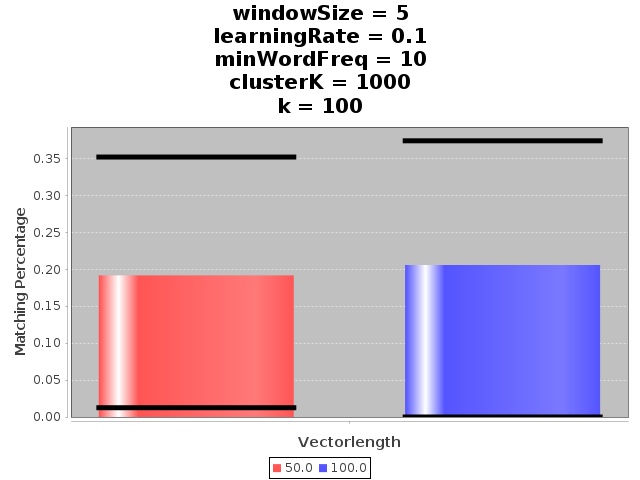 windowSize = 5
learningRate = 0.1
minWordFreq = 10
clusterK = 1000
k = 100
Matching Percentage
0.35
0.30
0.25
0.20
0.15
0.10
0.05
0.00
Vectorlength
50.0 100.0